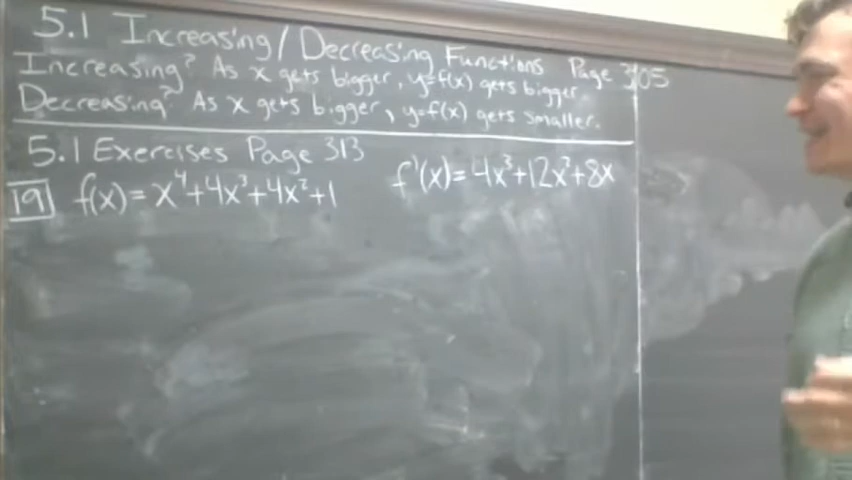 5.1 Increasing/Decreasing Functions Page 305
Increasing? As x gets bigger, y=f(x) gets bigger.
Decreasing? As x gets bigger, y=f(x) gets smaller.
5.1 Exercises Page 313
19 f(x)=x⁴+4x³+4x²+1 f'(x)=4x³+12x²+8x